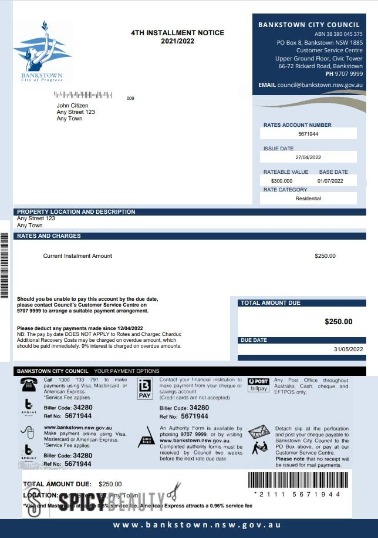 BANKSTOWN
City of Progress
4TH INSTALLMENT NOTICE
2021/2022
BANKSTOWN CITY COUNCIL
ABN 38 380 045 375
PO Box 8, Bankstown NSW 1885
Customer Service Centre
Upper Ground Floor, Civic Tower
66-72 Rickard Road, Bankstown
PH 9707 9999
EMAIL council@bankstown.nsw.gov.au
009
John Citizen
Any Street 123
Any Town
RATES ACCOUNT NUMBER
5671944
ISSUE DATE
27/04/2022
RATEABLE VALUE BASE DATE
$300.000 01/07/2022
RATE CATEGORY
Residential
PROPERTY LOCATION AND DESCRIPTION
Any Street 123
Any Town
RATES AND CHARGES
Current Instalment Amount $250.00
Should you be unable to pay this account by the due date,
please contact Council's Customer Service Centre on
9707 9999 to arrange a suitable payment arrangement.
Please deduct any payments made since 12/04/2022
NB. The pay by date DOES NOT APPLY to Rates and Charges
Additional Recovery Costs may be charged on overdue amount, which
should be paid immediately. 9% interest is charged on overdue amounts.
TOTAL AMOUNT DUE
$250.00
DUE DATE
31/05/2022
BANKSTOWN CITY COUNCIL YOUR PAYMENT OPTIONS
Call 1300 133 791 to make
payments using Visa, Mastercard or
American Express.
*Service Fee applies
Biller Code: 34280
Ref No: 5671944
www.bankstown.nsw.gov.au
Make payment online using Visa,
Mastercard or American Express.
*Service Fee applies
Biller Code: 34280
Ref No: 5671944
B
PAY
Contact your financial institution to
make payment from your cheque or
savings account
(Credit cards are not accepted)
Biller Code: 34280
Ref No: 5671944
An Authority Form is available by
phoning 9707 9999, or by visiting
www.bankstown.nsw.gov.au
Completed authority forms must be
received by Council two weeks
before the next rate due date
POST
billpay
Any Post Office throughout
Australia. Cash, cheque and
EFTPOS only.
Detach slip at the perforation
and post your cheque payable to
Bankstown City Council to the
PO Box above, or pay at our
Customer Service Centre.
Please note that no receipt will
be issued for mail payments.
TOTAL AMOUNT DUE: $250.00
LOCATION: Town
SPICYBEAUTY
service fee, American Express attracts a 0.96% service fee
*2111 5671944
www.bankstown.nsw.gov.au